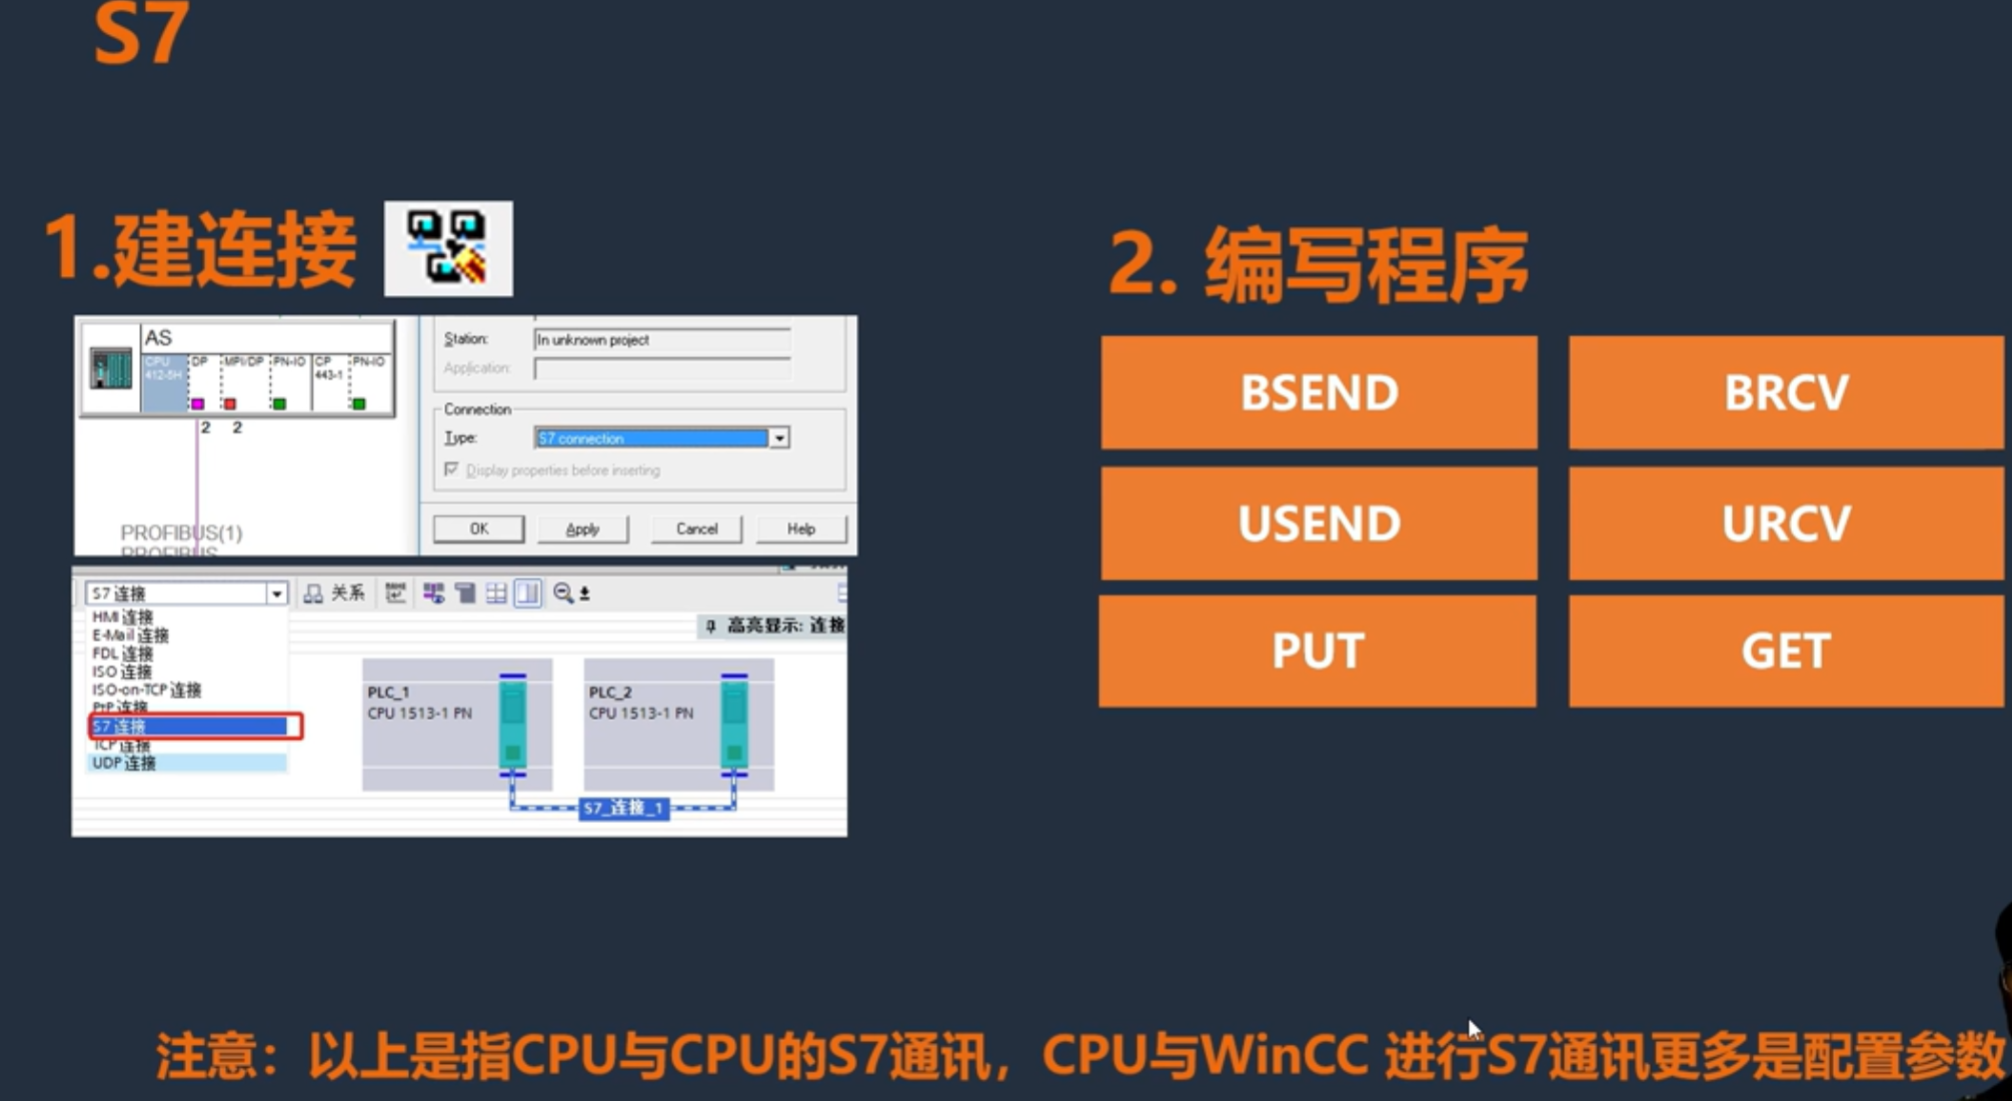 S7
1.建连接
AS
CPU 412-5H
DP
MPI/DP
PN-IO
CP 443-1
PN-IO
2 2
PROFIBUS(1)
PROFIBUS
Station: In unknown project
Application:
Connection
Type: S7 connection
Display properties before inserting
OK Apply Cancel Help
S7 连接 关系
HMI 连接
E-Mail 连接
FDL 连接
ISO 连接
ISO-on-TCP 连接
PtP 连接
S7 连接
TCP 连接
UDP 连接
高亮显示: 连接
PLC_1
CPU 1513-1 PN
PLC_2
CPU 1513-1 PN
S7_连接_1
2. 编写程序
BSEND BRCV
USEND URCV
PUT GET
注意：以上是指CPU与CPU的S7通讯，CPU与WinCC 进行S7通讯更多是配置参数